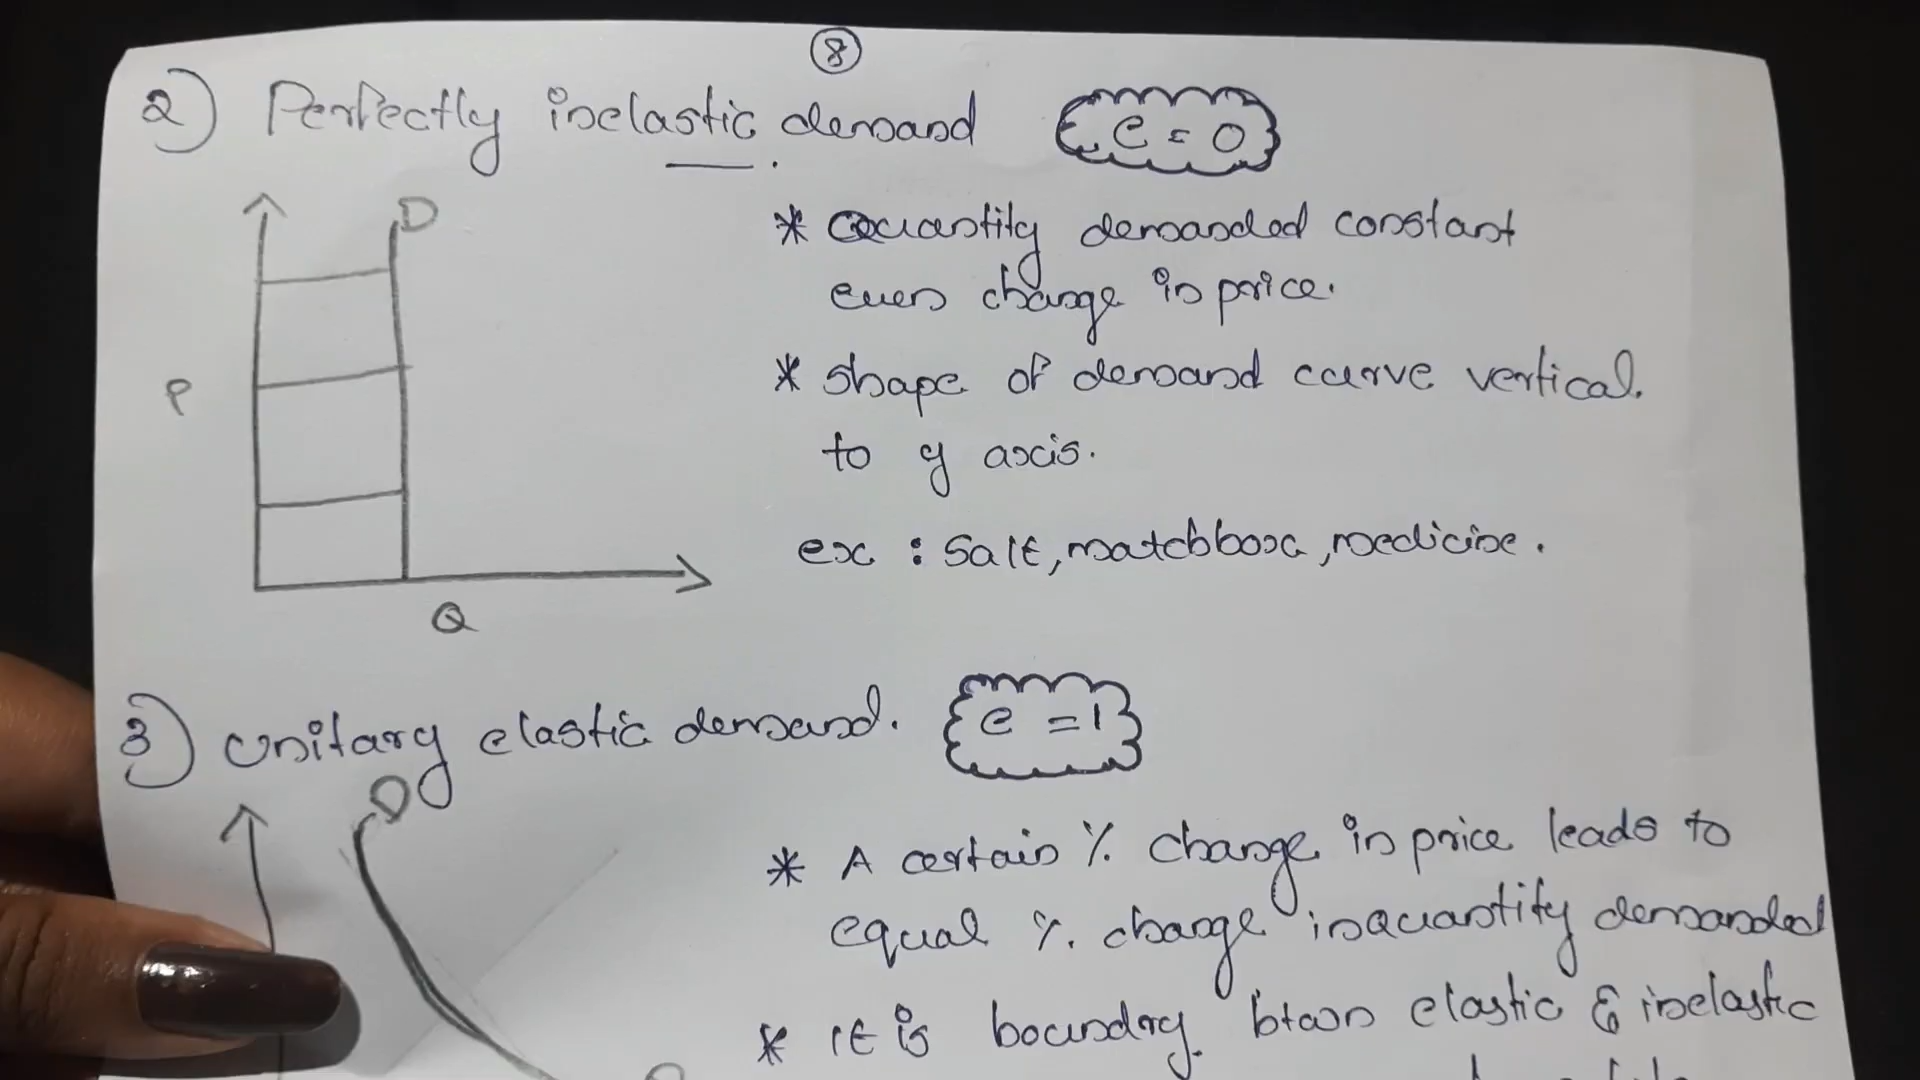 8
2) Perfectly inelastic demand e = 0
D
* Quantity demanded constant
even change in price.
P
* shape of demand curve vertical
to y axis.
ex : Salt, matchbox, medicine.
Q
3) Unitary elastic demand. e = 1
D
* A certain % change in price leads to
equal % change in quantity demanded
* it is boundry btwn elastic & inelastic